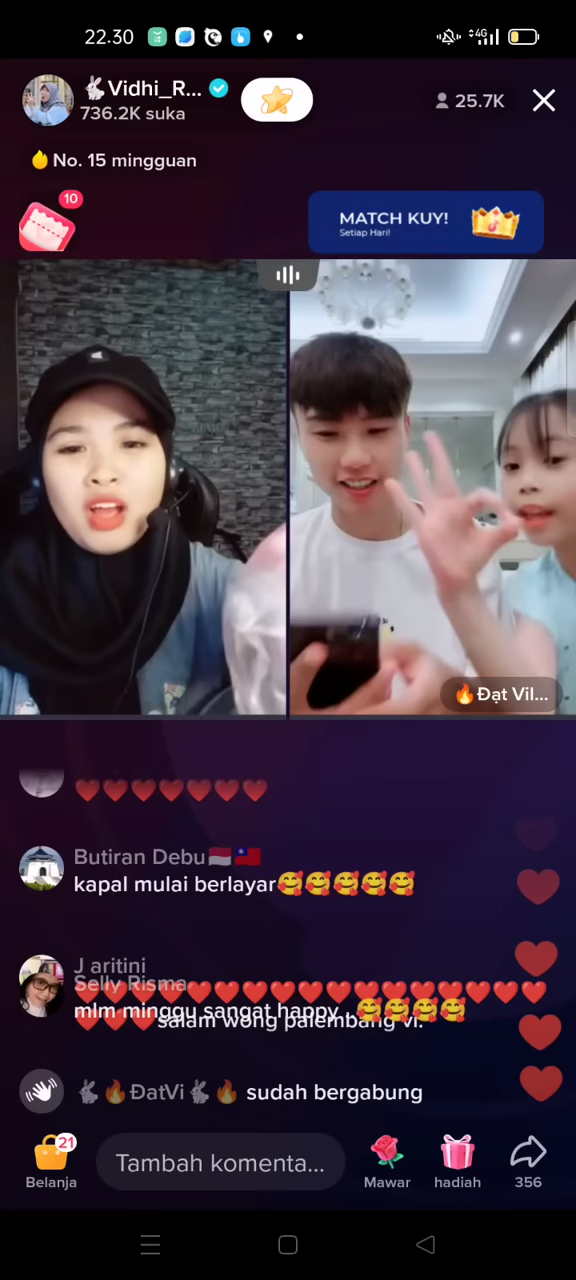 22.30
4G
🐇Vidhi_R...
736.2K suka
25.7K
🔥No. 15 mingguan
10
MATCH KUY!
Setiap Hari!
🔥Đạt Vil...
❤️❤️❤️❤️❤️❤️❤️
Butiran Debu🇮🇩🇹🇼
kapal mulai berlayar🥰🥰🥰🥰🥰
J aritini
Selly Risma
❤️❤️❤️❤️❤️❤️❤️❤️❤️❤️❤️❤️❤️❤️❤️❤️❤️
mlm minggu sangat happy..🥰🥰🥰🥰
❤️❤️❤️salam wong palembang vi.
🐇🔥ĐatVi🐇🔥 sudah bergabung
21
Tambah komenta...
Belanja
Mawar
hadiah
356